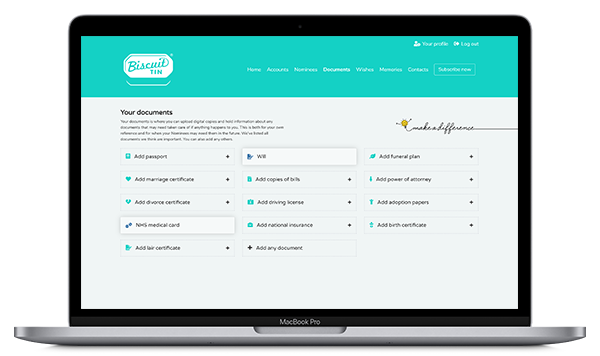 Your profile
Log out
Biscuit
TIN
Home
Accounts
Nominees
Documents
Wishes
Memories
Contacts
Subscribe now
Your documents
Your documents is where you can upload digital copies and hold information about any
documents that may need taken care of if anything happens to you. This is both for your own
reference and for when your Nominees may need them in the future. We've listed all
documents we think are important. You can also add any others.
make a difference
Add passport +
Will
Add funeral plan +
Add marriage certificate +
Add copies of bills +
Add power of attorney +
Add divorce certificate +
Add driving license +
Add adoption papers +
NHS medical card
Add national insurance +
Add birth certificate +
Add lair certificate +
+ Add any document
MacBook Pro